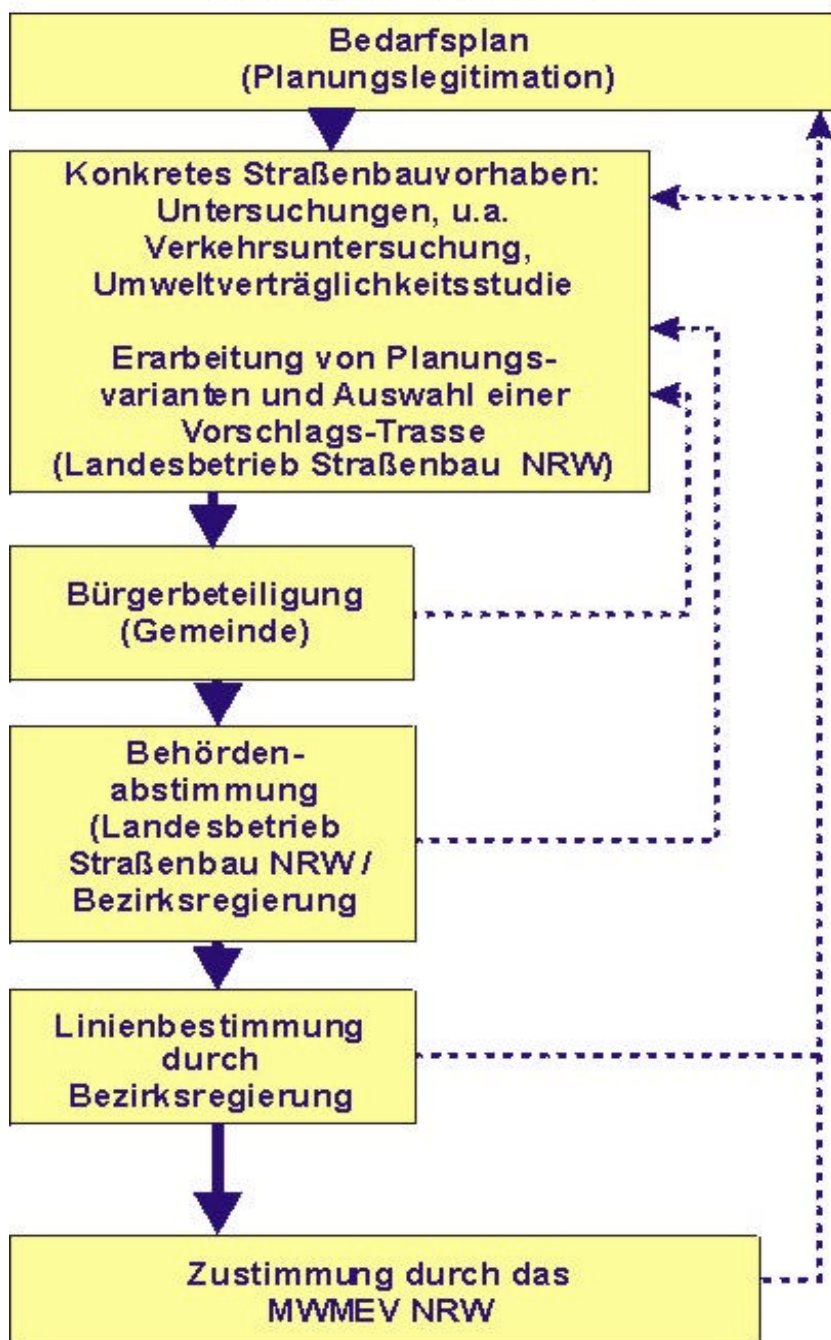 Bedarfsplan
(Planungslegitimation)
Konkretes Straßenbauvorhaben:
Untersuchungen, u.a.
Verkehrsuntersuchung,
Umweltverträglichkeitsstudie
Erarbeitung von Planungs-
varianten und Auswahl einer
Vorschlags-Trasse
(Landesbetrieb Straßenbau NRW)
Bürgerbeteiligung
(Gemeinde)
Behörden-
abstimmung
(Landesbetrieb
Straßenbau NRW /
Bezirksregierung
Linienbestimmung
durch
Bezirksregierung
Zustimmung durch das
MWMEV NRW